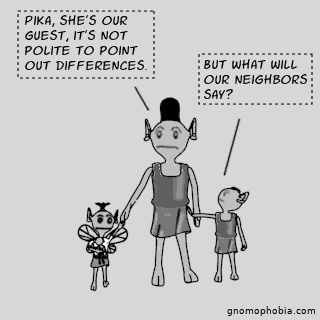 PIKA, SHE'S OUR
GUEST, IT'S NOT
POLITE TO POINT
OUT DIFFERENCES.
BUT WHAT WILL
OUR NEIGHBORS
SAY?
gnomophobia.com